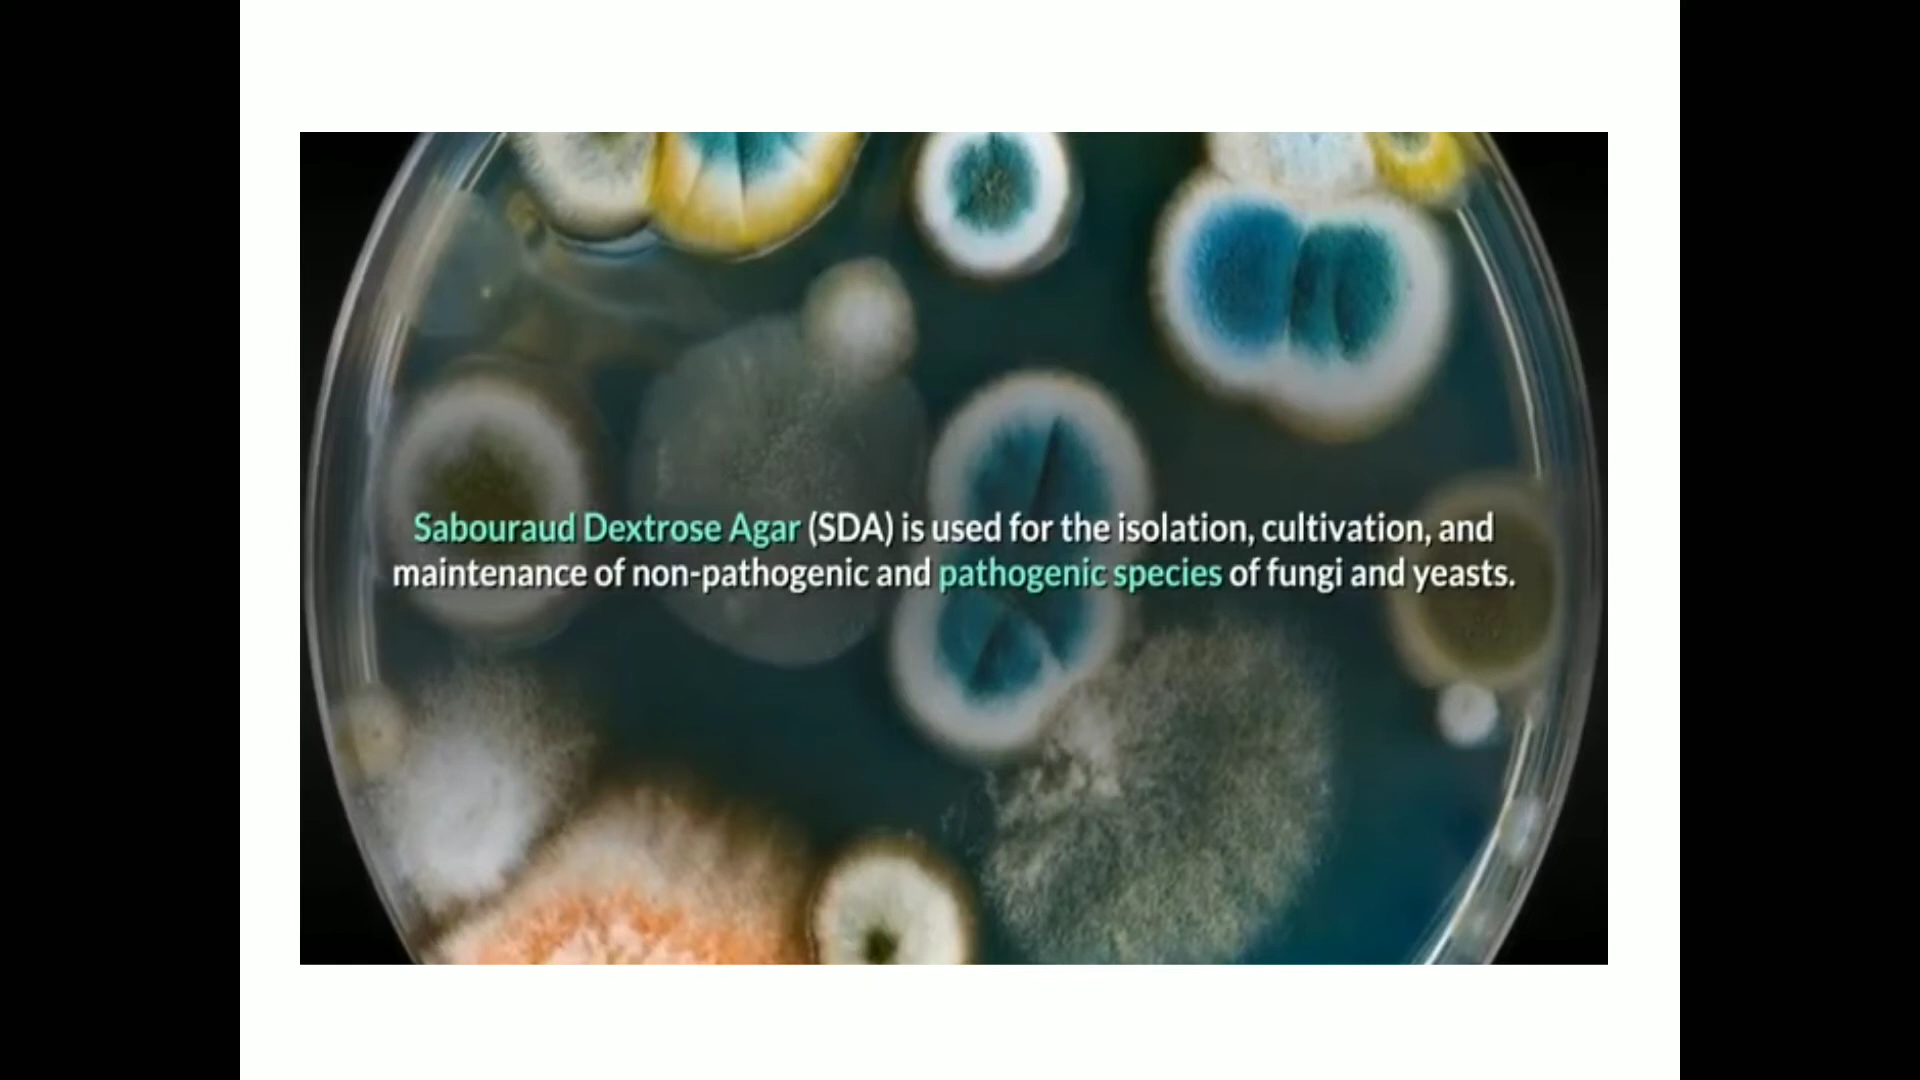 Sabouraud Dextrose Agar (SDA) is used for the isolation, cultivation, and
maintenance of non-pathogenic and pathogenic species of fungi and yeasts.